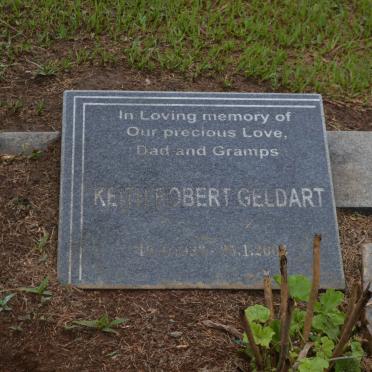 In Loving memory of
Our precious Love,
Dad and Gramps
KEITH ROBERT GELDART